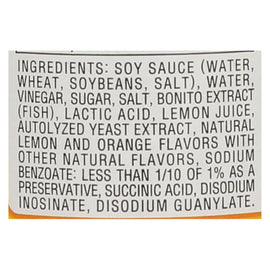 INGREDIENTS: SOY SAUCE (WATER,
WHEAT, SOYBEANS, SALT), WATER,
VINEGAR, SUGAR, SALT, BONITO EXTRACT
(FISH), LACTIC ACID, LEMON JUICE,
AUTOLYZED YEAST EXTRACT, NATURAL
LEMON AND ORANGE FLAVORS WITH
OTHER NATURAL FLAVORS, SODIUM
BENZOATE: LESS THAN 1/10 OF 1% AS A
PRESERVATIVE, SUCCINIC ACID, DISODIUM
INOSINATE, DISODIUM GUANYLATE.